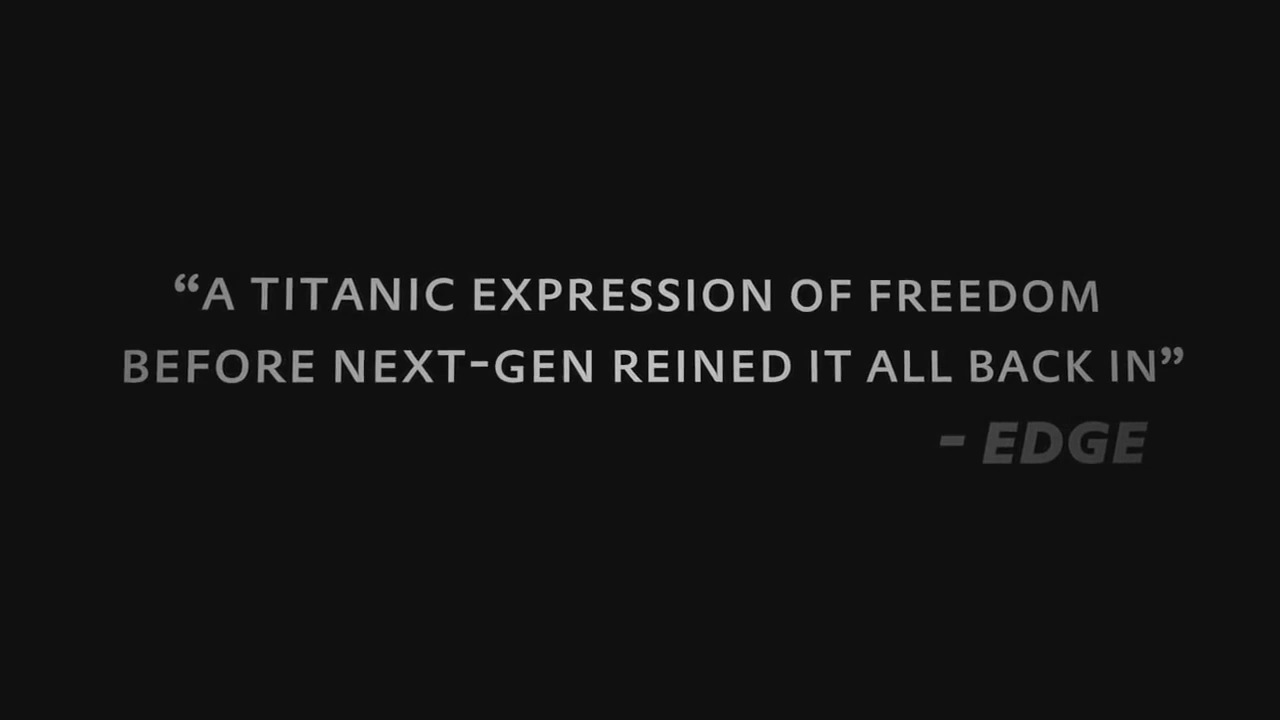 “A TITANIC EXPRESSION OF FREEDOM
BEFORE NEXT-GEN REINED IT ALL BACK IN”
- EDGE